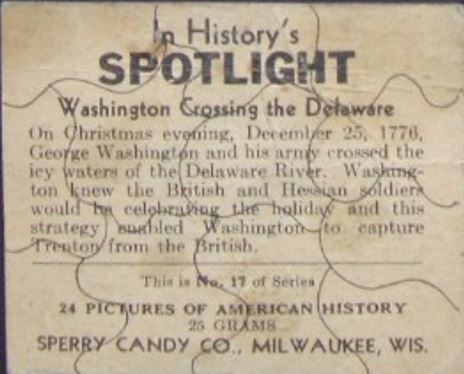 In History's
SPOTLIGHT
Washington Crossing the Delaware
On Christmas evening, December 25, 1776,
George Washington and his army crossed the
icy waters of the Delaware River. Washing-
ton knew the British and Hessian soldiers
would be celebrating the holiday and this
strategy enabled Washington to capture
Trenton from the British.
This is No. 17 of Series
24 PICTURES OF AMERICAN HISTORY
25 GRAMS
SPERRY CANDY CO., MILWAUKEE, WIS.